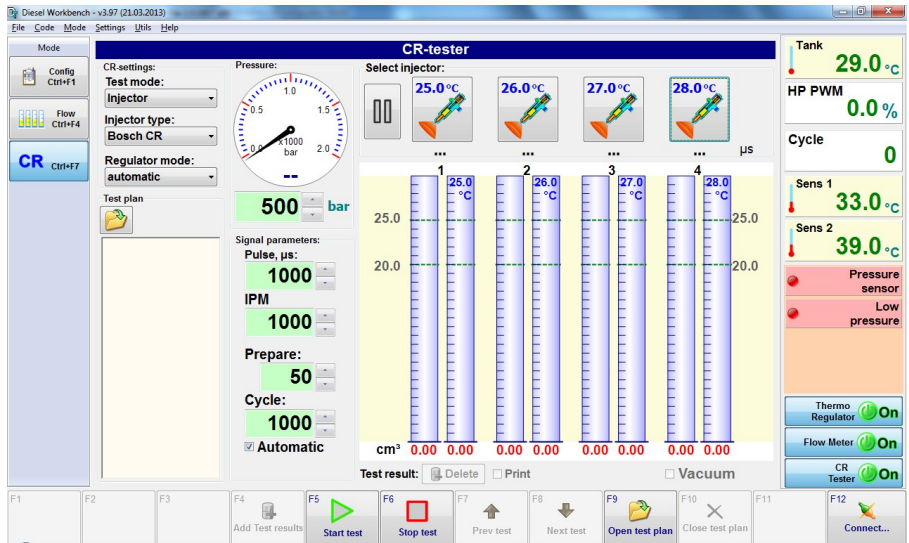 Diesel Workbench - v3.97 (21.03.2013)
File Code Mode Settings Utils Help
Mode
Config
Ctrl+F1
Flow
Ctrl+F4
CR Ctrl+F7
CR-tester
CR-settings:
Test mode:
Injector
Injector type:
Bosch CR
Regulator mode:
automatic
Test plan
Pressure:
1.0
0.5 1.5
x1000
0.0 bar 2.0
--
500 bar
Signal parameters:
Pulse, µs:
1000
IPM
1000
Prepare:
50
Cycle:
1000
Automatic
Select injector:
25.0°C 26.0°C 27.0°C 28.0°C
... ... ... ... µs
1 2 3 4
25.0 °C 26.0 °C 27.0 °C 28.0 °C
25.0 25.0
20.0 20.0
cm³ 0.00 0.00 0.00 0.00 0.00 0.00 0.00 0.00
Test result: Delete Print Vacuum
Tank
29.0 °C
HP PWM
0.0 %
Cycle
0
Sens 1
33.0 °C
Sens 2
39.0 °C
Pressure
sensor
Low
pressure
Thermo
Regulator On
Flow Meter On
CR
Tester On
F1 F2 F3 F4 F5 F6 F7 F8 F9 F10 F11 F12
Add Test results Start test Stop test Prev test Next test Open test plan Close test plan Connect...